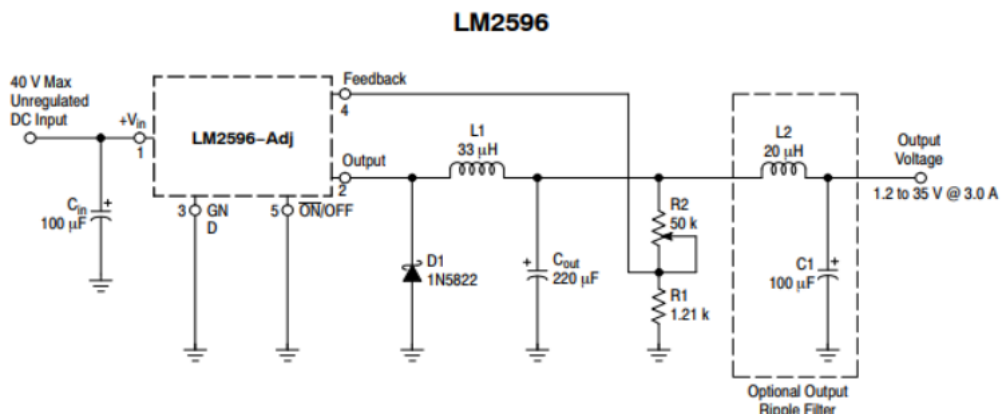 LM2596
40 V Max
Unregulated
DC Input
+Vin
1
LM2596–Adj
Feedback
4
Output
2
L1
33 μH
L2
20 μH
Output
Voltage
1.2 to 35 V @ 3.0 A
Cin
100 μF
+
3
GN
D
5
ON/OFF
D1
1N5822
+
Cout
220 μF
R2
50 k
R1
1.21 k
+
C1
100 μF
Optional Output
Ripple Filter